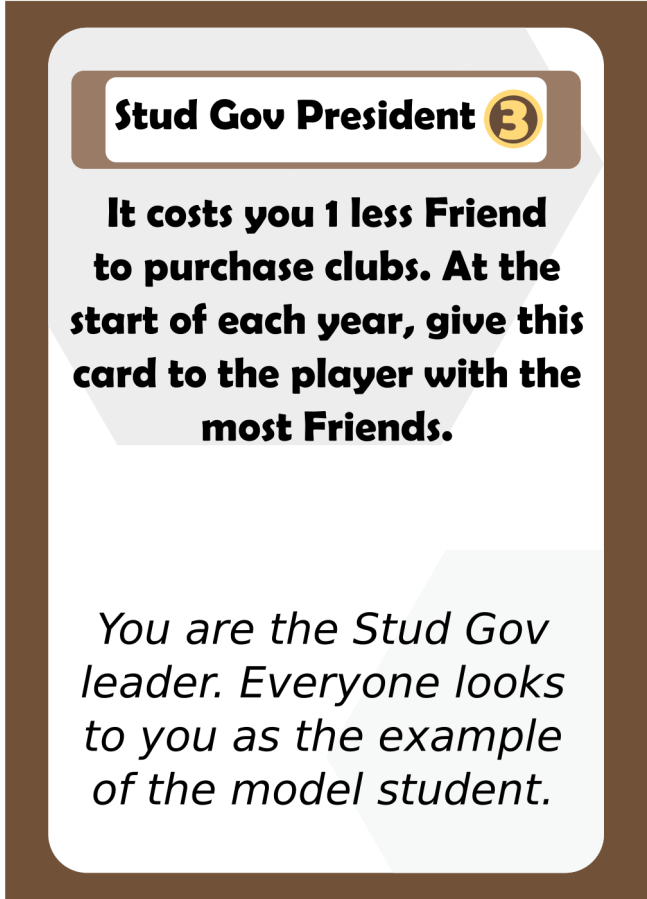 Stud Gov President 3
It costs you 1 less Friend
to purchase clubs. At the
start of each year, give this
card to the player with the
most Friends.
You are the Stud Gov
leader. Everyone looks
to you as the example
of the model student.